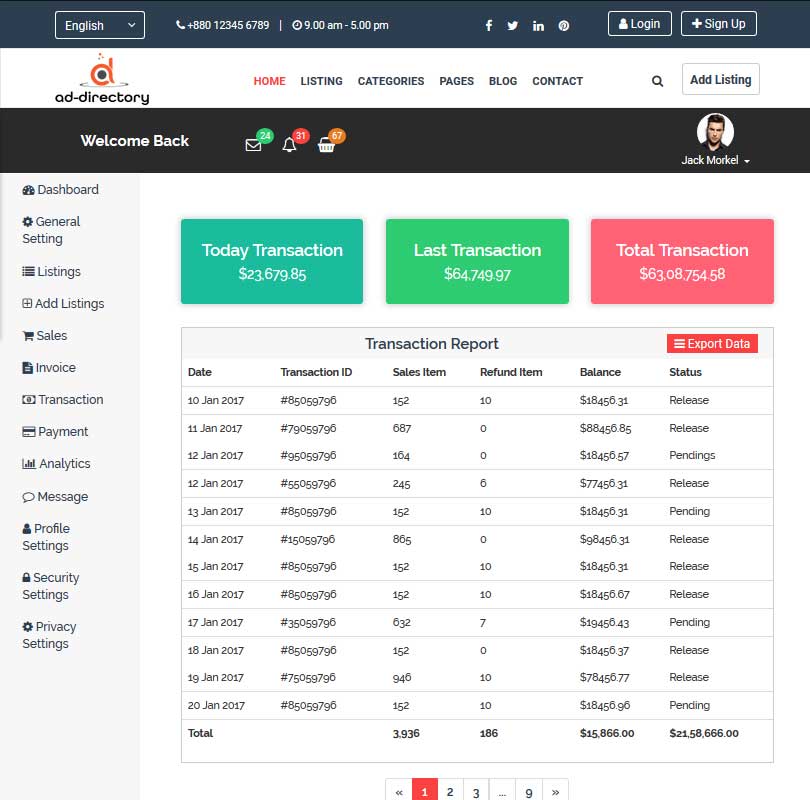 English
+880 12345 6789 | 9.00 am - 5.00 pm
Login
Sign Up
ad-directory
HOME LISTING CATEGORIES PAGES BLOG CONTACT
Add Listing
Welcome Back
24
31
67
Jack Morkel
Dashboard
General
Setting
Listings
Add Listings
Sales
Invoice
Transaction
Payment
Analytics
Message
Profile
Settings
Security
Settings
Privacy
Settings
Today Transaction
$23,679.85
Last Transaction
$64,749.97
Total Transaction
$63,08,754.58
Transaction Report
Export Data
Date Transaction ID Sales Item Refund Item Balance Status
10 Jan 2017 #85059796 152 10 $18456.31 Release
11 Jan 2017 #79059796 687 0 $88456.85 Release
12 Jan 2017 #95059796 164 0 $18456.57 Pendings
12 Jan 2017 #55059796 245 6 $77456.31 Release
13 Jan 2017 #85059796 152 10 $18456.31 Pending
14 Jan 2017 #15059796 865 0 $98456.31 Release
15 Jan 2017 #85059796 152 10 $18456.31 Release
16 Jan 2017 #85059796 152 10 $18456.67 Release
17 Jan 2017 #35059796 632 7 $19456.43 Pending
18 Jan 2017 #85059796 152 0 $18456.37 Release
19 Jan 2017 #75059796 946 10 $78456.77 Release
20 Jan 2017 #85059796 152 10 $18456.96 Pending
Total 3,936 186 $15,866.00 $21,58,666.00
« 1 2 3 ... 9 »